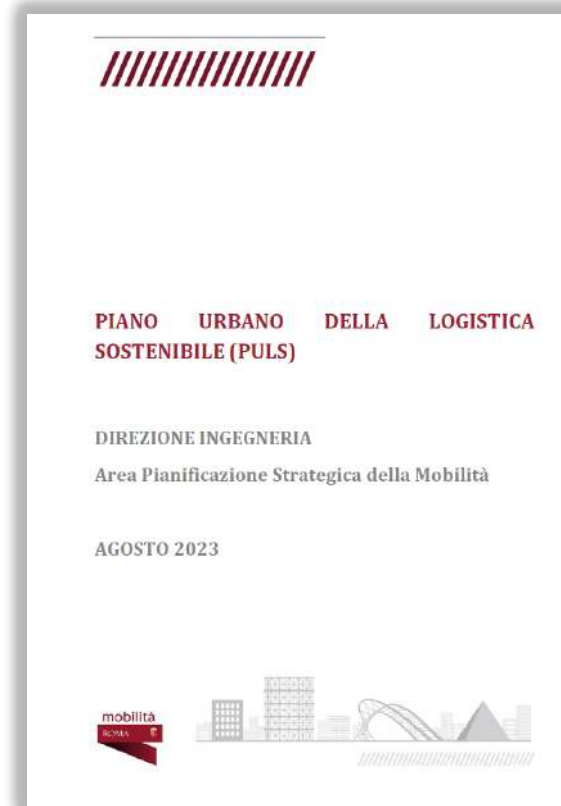 PIANO URBANO DELLA LOGISTICA
SOSTENIBILE (PULS)
DIREZIONE INGEGNERIA
Area Pianificazione Strategica della Mobilità
AGOSTO 2023
mobilità
ROMA